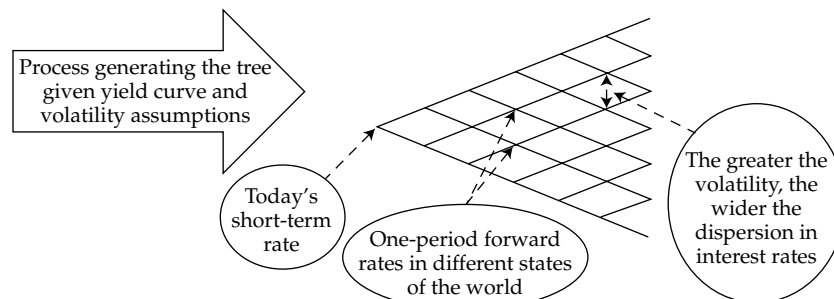 Process generating the tree
given yield curve and
volatility assumptions
Today's
short-term
rate
One-period forward
rates in different states
of the world
The greater the
volatility, the
wider the
dispersion in
interest rates